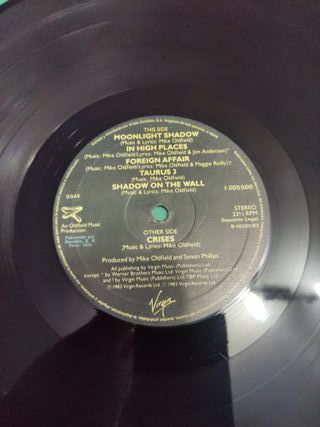 THIS SIDE
MOONLIGHT SHADOW
(Music & Lyrics: Mike Oldfield)
IN HIGH PLACES
(Music: Mike Oldfield/Lyrics: Mike Oldfield & Jon Anderson)*
FOREIGN AFFAIR
(Music: Mike Oldfield/Lyrics: Mike Oldfield & Maggie Reilly)†
TAURUS 3
(Music: Mike Oldfield)
SHADOW ON THE WALL
(Music & Lyrics: Mike Oldfield)
SGAE
I-205500
An Oldfield Music
Production
STEREO
33⅓ RPM
Depósito Legal
Fabricado por
OTHER SIDE
CRISES
(Music & Lyrics: Mike Oldfield)
Produced by Mike Oldfield and Simon Phillips
All publishing by Virgin Music (Publishers) Ltd
except * by Warner Brothers Music Ltd/Virgin Music (Publishers) Ltd
† by Virgin Music (Publishers) Ltd/TBP Music LTD
℗ 1983 Virgin Records Ltd. © 1983 Virgin Records Ltd.
Virgin